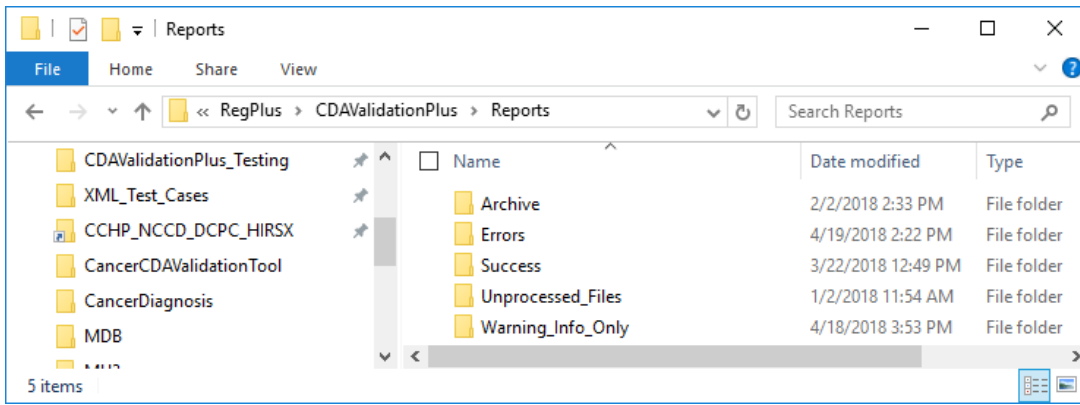 Reports
File Home Share View
« RegPlus > CDAValidationPlus > Reports Search Reports
CDAValidationPlus_Testing
XML_Test_Cases
CCHP_NCCD_DCPC_HIRSX
CancerCDAValidationTool
CancerDiagnosis
MDB
Name Date modified Type
Archive 2/2/2018 2:33 PM File folder
Errors 4/19/2018 2:22 PM File folder
Success 3/22/2018 12:49 PM File folder
Unprocessed_Files 1/2/2018 11:54 AM File folder
Warning_Info_Only 4/18/2018 3:53 PM File folder
5 items